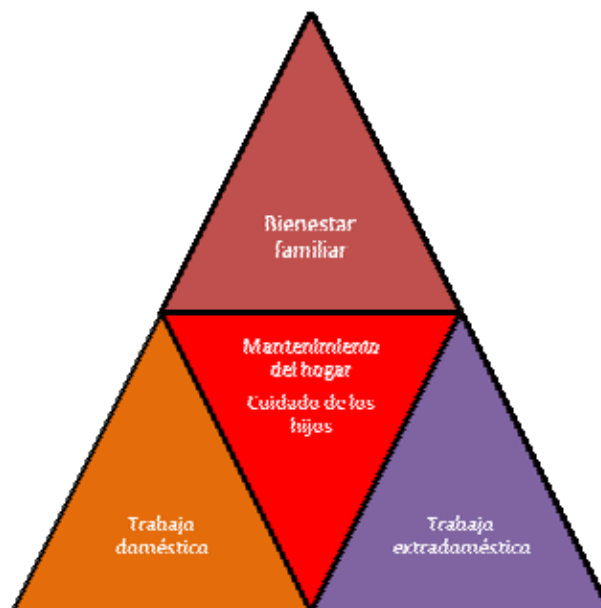 Bienestar
familiar
Mantenimiento
del hogar
Cuidado de los
hijos
Trabajo
doméstico
Trabajo
extradoméstico